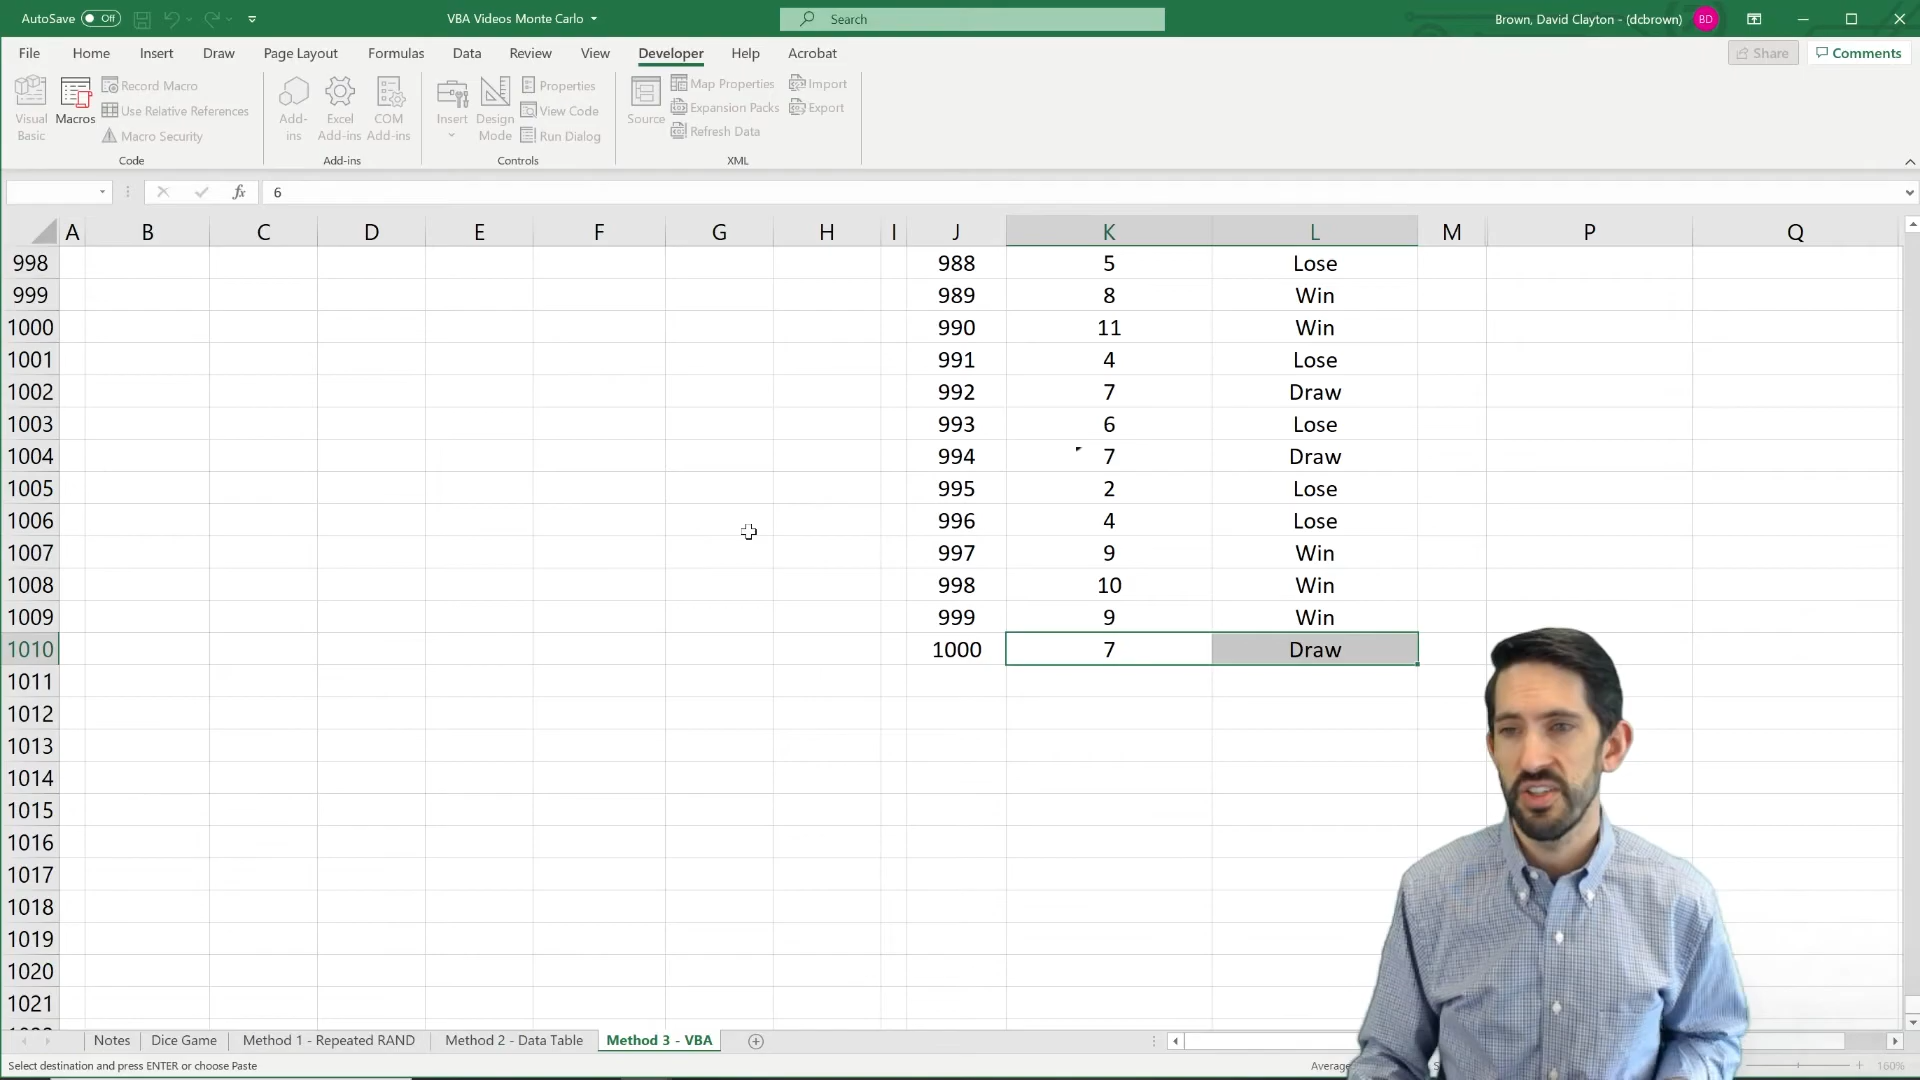 AutoSave Off VBA Videos Monte Carlo Search Brown, David Clayton - (dcbrown) BD
File Home Insert Draw Page Layout Formulas Data Review View Developer Help Acrobat Share Comments
Visual Basic
Macros
Record Macro
Use Relative References
Macro Security
Code
Add-ins
Excel Add-ins
COM Add-ins
Add-ins
Insert
Design Mode
Properties
View Code
Run Dialog
Controls
Source
Map Properties
Expansion Packs
Refresh Data
Import
Export
XML
fx 6
A B C D E F G H I J K L M P Q
998 988 5 Lose
999 989 8 Win
1000 990 11 Win
1001 991 4 Lose
1002 992 7 Draw
1003 993 6 Lose
1004 994 7 Draw
1005 995 2 Lose
1006 996 4 Lose
1007 997 9 Win
1008 998 10 Win
1009 999 9 Win
1010 1000 7 Draw
1011
1012
1013
1014
1015
1016
1017
1018
1019
1020
1021
Notes Dice Game Method 1 - Repeated RAND Method 2 - Data Table Method 3 - VBA
Select destination and press ENTER or choose Paste Average 160%